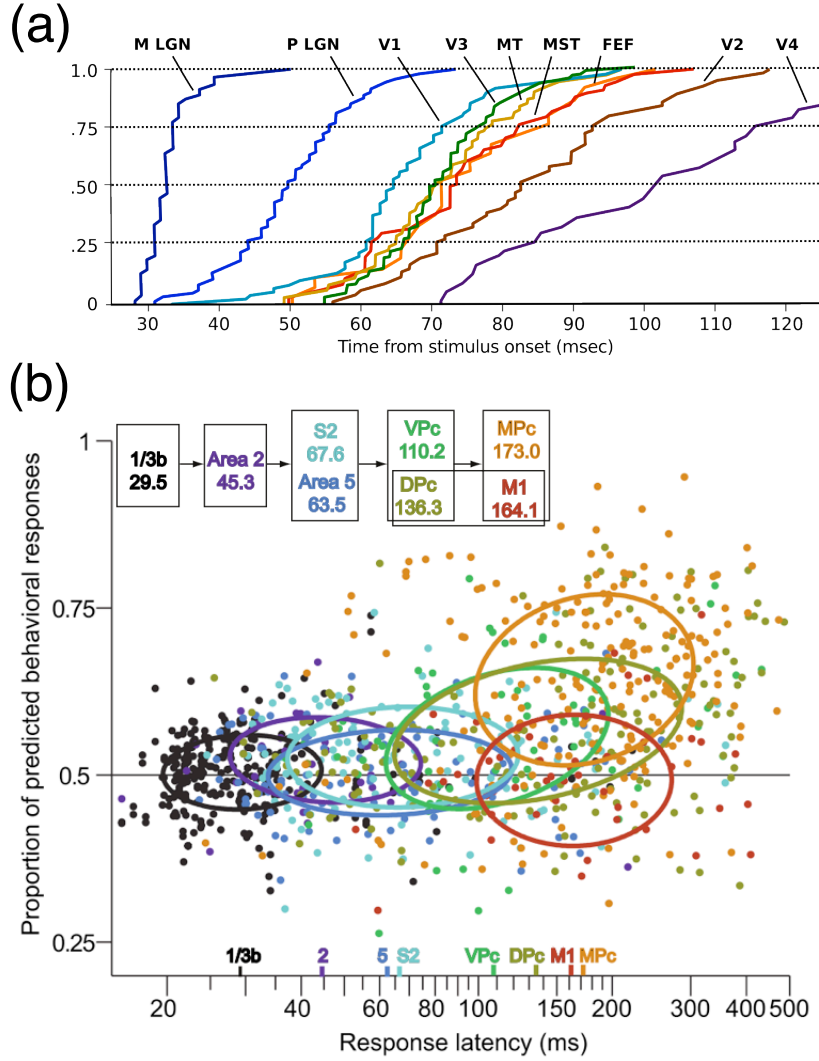 (a)
M LGN P LGN V1 V3 MT MST FEF V2 V4
1.0
.75
.50
.25
0
30 40 50 60 70 80 90 100 110 120
Time from stimulus onset (msec)
(b)
Proportion of predicted behavioral responses
1
0.75
0.5
0.25
1/3b
29.5
Area 2
45.3
S2
67.6
Area 5
63.5
VPc
110.2
DPc
136.3
MPc
173.0
M1
164.1
1/3b 2 5 S2 VPc DPc M1 MPc
20 40 60 80 100 200 300 400 500
Response latency (ms)